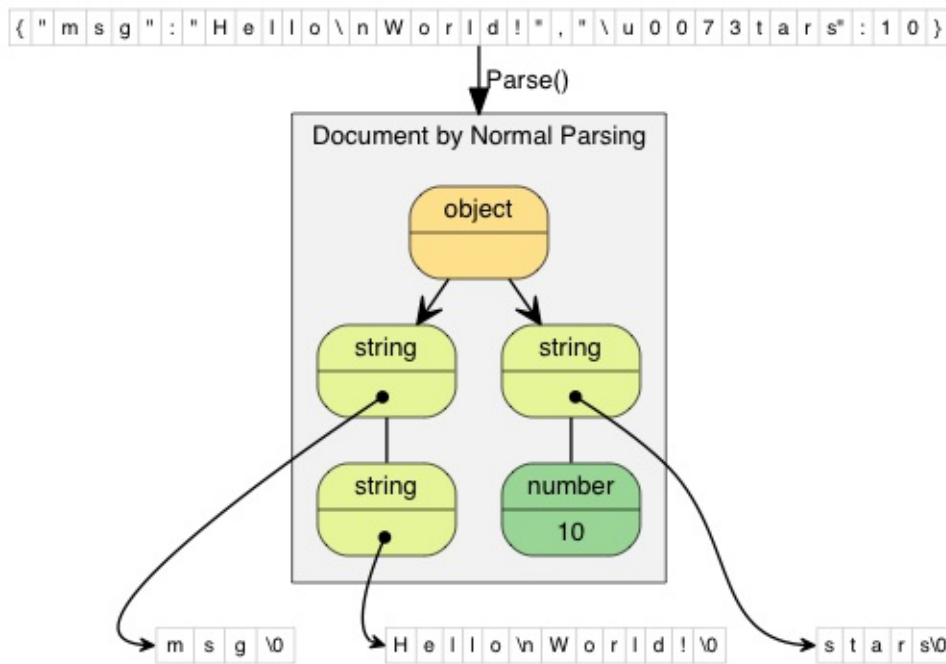 {"msg":"Hello\nWorld!","\u0073tars":10}
Parse()
Document by Normal Parsing
object
string string
string number
10
msg\0 Hello\nWorld!\0 stars\0